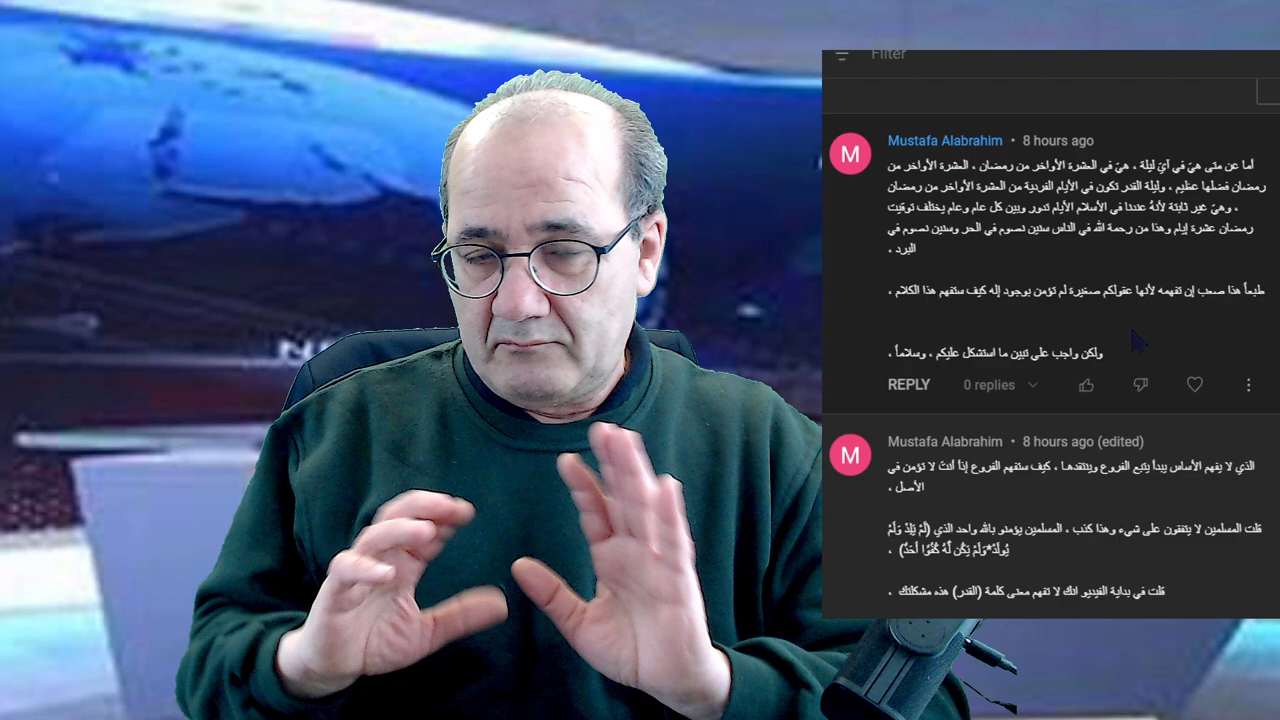 Filter
Mustafa Alabrahim • 8 hours ago
أما عن متى هيَ في أيّ ليلة ، هيَ في العشرة الأواخر من رمضان ، العشرة الأواخر من
رمضان فضلها عظيم ، وليلة القدر تكون في الأيام الفردية من العشرة الأواخر من رمضان
، وهيَ غير ثابتة لأنهُ عندنا في الأسلام الأيام تدور وبين كل عام وعام يختلف توقيت
رمضان عشرة إيام وهذا من رحمة الله في الناس سنين نصوم في الحر وسنين نصوم في
البرد ،
طبعاً هذا صعب إن تفهمه لأنها عقولكم صغيرة لم تؤمن بوجود إله كيف ستفهم هذا الكلام ،
ولكن واجب على تبين ما استشكل عليكم ، وسلاماً ،
REPLY 0 replies
Mustafa Alabrahim • 8 hours ago (edited)
الذي لا يفهم الأساس يبدأ يتبع الفروع وينتقدها ، كيف ستفهم الفروع إذاً أنتَ لا تؤمن في
الأصل ،
قلت المسلمين لا يتفقون على شيء وهذا كذب ، المسلمين يؤمنو بالله واحد الذي (لَمْ يَلِدْ وَلَمْ
يُولَدْ*وَلَمْ يَكُن لَّهُ كُفُوًا أَحَدٌ) ،
قلت في بداية الفيديو انك لا تفهم معنى كلمة (القدر) هذه مشكلتك ،